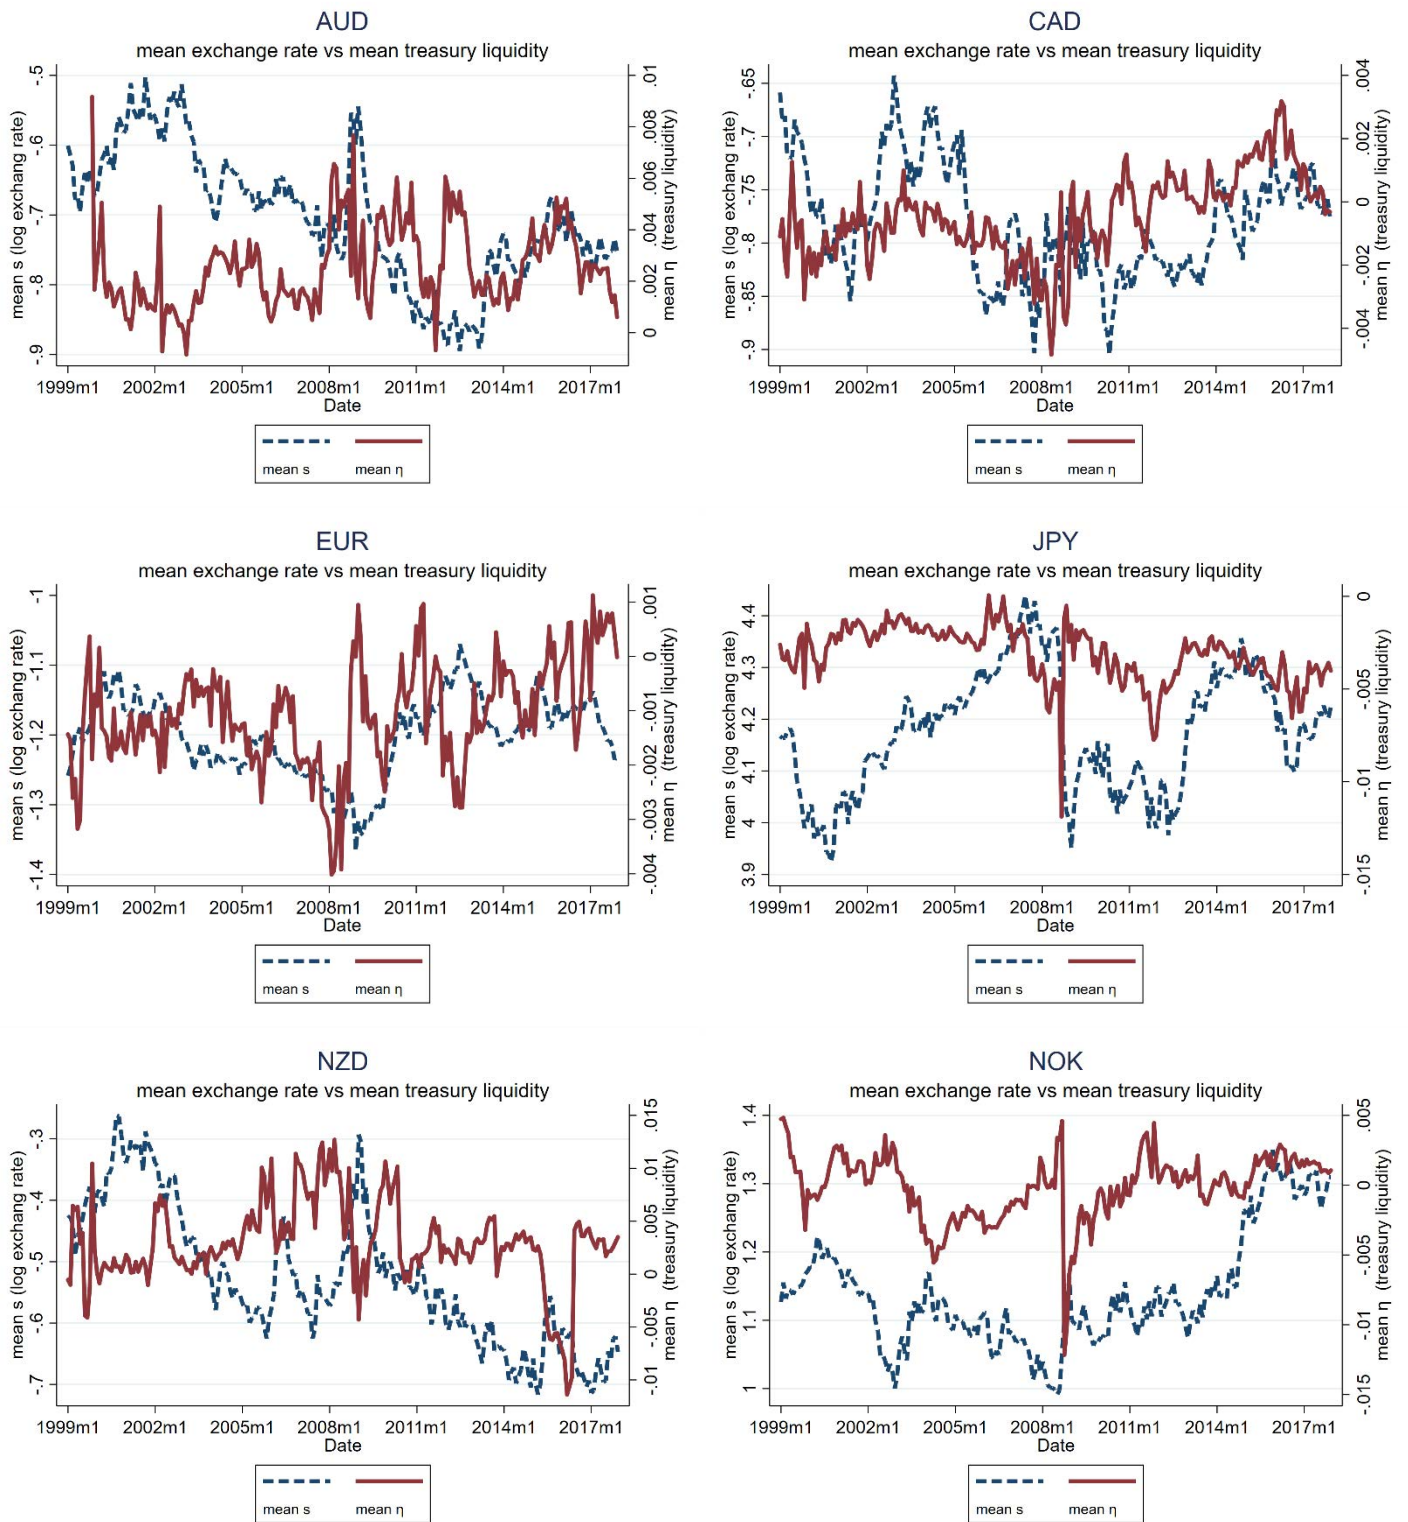 AUD
mean exchange rate vs mean treasury liquidity
mean s (log exchang rate)
-.5
-.6
-.7
-.8
-.9
.01
.008
.006
.004
.002
0
mean η (treasury liquidity)
1999m1 2002m1 2005m1 2008m1 2011m1 2014m1 2017m1
Date
mean s mean η
CAD
mean exchange rate vs mean treasury liquidity
mean s (log exchang rate)
-.65
-.7
-.75
-.8
-.85
-.9
.004
.002
0
-.002
-.004
mean η (treasury liquidity)
1999m1 2002m1 2005m1 2008m1 2011m1 2014m1 2017m1
Date
mean s mean η
EUR
mean exchange rate vs mean treasury liquidity
mean s (log exchang rate)
-1
-1.1
-1.2
-1.3
-1.4
.001
0
-.001
-.002
-.003
-.004
mean η (treasury liquidity)
1999m1 2002m1 2005m1 2008m1 2011m1 2014m1 2017m1
Date
mean s mean η
JPY
mean exchange rate vs mean treasury liquidity
mean s (log exchang rate)
4.4
4.3
4.2
4.1
4
3.9
0
-.005
-.01
-.015
mean η (treasury liquidity)
1999m1 2002m1 2005m1 2008m1 2011m1 2014m1 2017m1
Date
mean s mean η
NZD
mean exchange rate vs mean treasury liquidity
mean s (log exchang rate)
-.3
-.4
-.5
-.6
-.7
.015
.01
.005
0
-.005
-.01
mean η (treasury liquidity)
1999m1 2002m1 2005m1 2008m1 2011m1 2014m1 2017m1
Date
mean s mean η
NOK
mean exchange rate vs mean treasury liquidity
mean s (log exchang rate)
1.4
1.3
1.2
1.1
1
.005
0
-.005
-.01
-.015
mean η (treasury liquidity)
1999m1 2002m1 2005m1 2008m1 2011m1 2014m1 2017m1
Date
mean s mean η